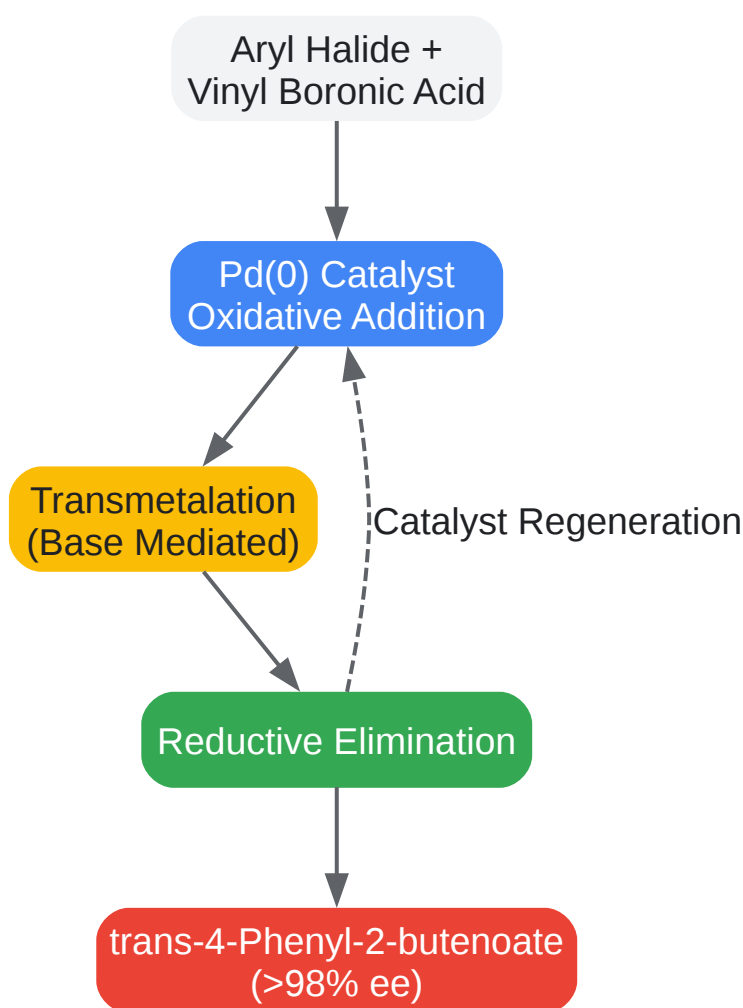 Aryl Halide +
Vinyl Boronic Acid
Pd(0) Catalyst
Oxidative Addition
Transmetalation
(Base Mediated)
Catalyst Regeneration
Reductive Elimination
trans-4-Phenyl-2-butenoate
(>98% ee)